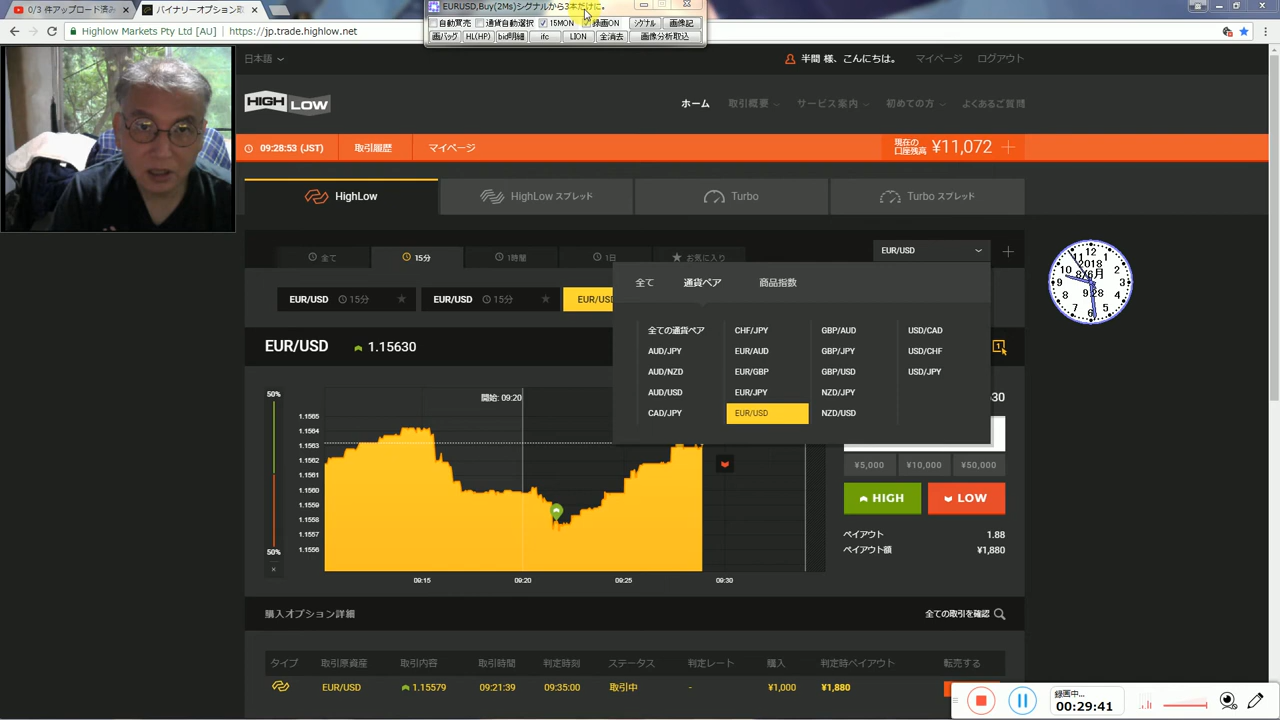 0/3 件アップロード済み
バイナリーオプション
EURUSD,Buy(2Ms)シグナルから3本だけに。
自動買売 通貨自動選択 15MON 録画ON シグナル 画像記
画バッグ HL(HP) bid明細 ifc LION 全消去 画像分析取込
Highlow Markets Pty Ltd [AU] https://jp.trade.highlow.net
日本語
半間 様、こんにちは。 マイページ ログアウト
HIGH LOW
ホーム 取引概要 サービス案内 初めての方 よくあるご質問
09:28:53 (JST) 取引履歴 マイページ
現在の
口座残高 ¥11,072
HighLow HighLow スプレッド Turbo Turbo スプレッド
全て 15分 1時間 1日 お気に入り EUR/USD
全て 通貨ペア 商品指数
EUR/USD 15分 EUR/USD 15分 EUR/USD
全ての通貨ペア CHF/JPY GBP/AUD USD/CAD
AUD/JPY EUR/AUD GBP/JPY USD/CHF
AUD/NZD EUR/GBP GBP/USD USD/JPY
AUD/USD EUR/JPY NZD/JPY
CAD/JPY EUR/USD NZD/USD
EUR/USD 1.15630
1
30
50%
開始: 09:20
1.1565
1.1564
1.1563
1.1562
1.1561
1.1560
1.1559
1.1558
1.1557
1.1556
50%
09:15 09:20 09:25 09:30
¥5,000 ¥10,000 ¥50,000
HIGH LOW
ペイアウト 1.88
ペイアウト額 ¥1,880
12
11 1
10 2
9 3
8 4
7 5
6
2018
9:28
購入オプション詳細 全ての取引を確認
タイプ 取引原資産 取引内容 取引時間 判定時刻 ステータス 判定レート 購入 判定時ペイアウト 転売する
EUR/USD 1.15579 09:21:39 09:35:00 取引中 - ¥1,000 ¥1,880
録画中...
00:29:41